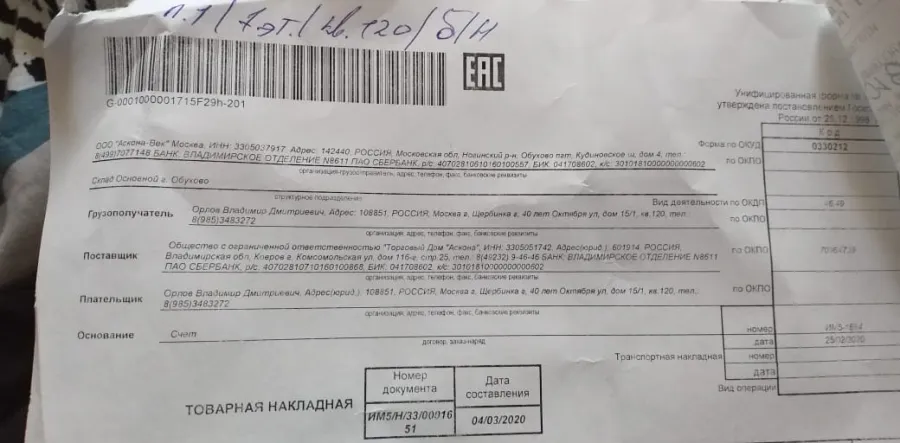 п.1/7эт./кв.120/б/н
EAC
G-0001000001715F29h-201
Унифицированная форма
утверждена постановлением
России от 25.12.
Код
ООО "Аскона-Век" Москва, ИНН: 3305037917, Адрес: 142440, РОССИЯ, Московская обл, Ногинский р-н, Обухово пгт, Кудиновское ш, дом 4, тел.:
Форма по ОКУД
0330212
8(499)7077148 БАНК: ВЛАДИМИРСКОЕ ОТДЕЛЕНИЕ N8611 ПАО СБЕРБАНК, р/с: 40702810810160100557, БИК: 041708602, к/с: 30101810000000000602
по ОКПО
организация-грузоотправитель, адрес, телефон, факс, банковские реквизиты
Склад Основной г. Обухово
структурное подразделение
Вид деятельности по ОКДП
46.49
Грузополучатель
Орлов Владимир Дмитриевич, Адрес: 108851, РОССИЯ, Москва г, Щербинка г, 40 лет Октября ул, дом 15/1, кв.120, тел.:
8(985)3483272
по ОКПО
организация, адрес, телефон, факс, банковские реквизиты
Поставщик
Общество с ограниченной ответственностью "Торговый Дом "Аскона", ИНН: 3305051742, Адрес(юрид.): 601914, РОССИЯ,
Владимирская обл, Ковров г, Комсомольская ул, дом 116-г, стр.25, тел.: 8(49232) 9-46-46 БАНК: ВЛАДИМИРСКОЕ ОТДЕЛЕНИЕ N8611
ПАО СБЕРБАНК, р/с: 40702810710160100868, БИК: 041708602, к/с: 30101810000000000602
по ОКПО
организация, адрес, телефон, факс, банковские реквизиты
Плательщик
Орлов Владимир Дмитриевич, Адрес(юрид.): 108851, РОССИЯ, Москва г, Щербинка г, 40 лет Октября ул, дом 15/1, кв.120, тел.:
8(985)3483272
по ОКПО
организация, адрес, телефон, факс, банковские реквизиты
Основание
Счет
договор, заказ-наряд
номер
дата
25/02/2020
Транспортная накладная
номер
дата
Вид операции
ТОВАРНАЯ НАКЛАДНАЯ
Номер документа
Дата составления
ИМ5/Н/33/0001651
04/03/2020